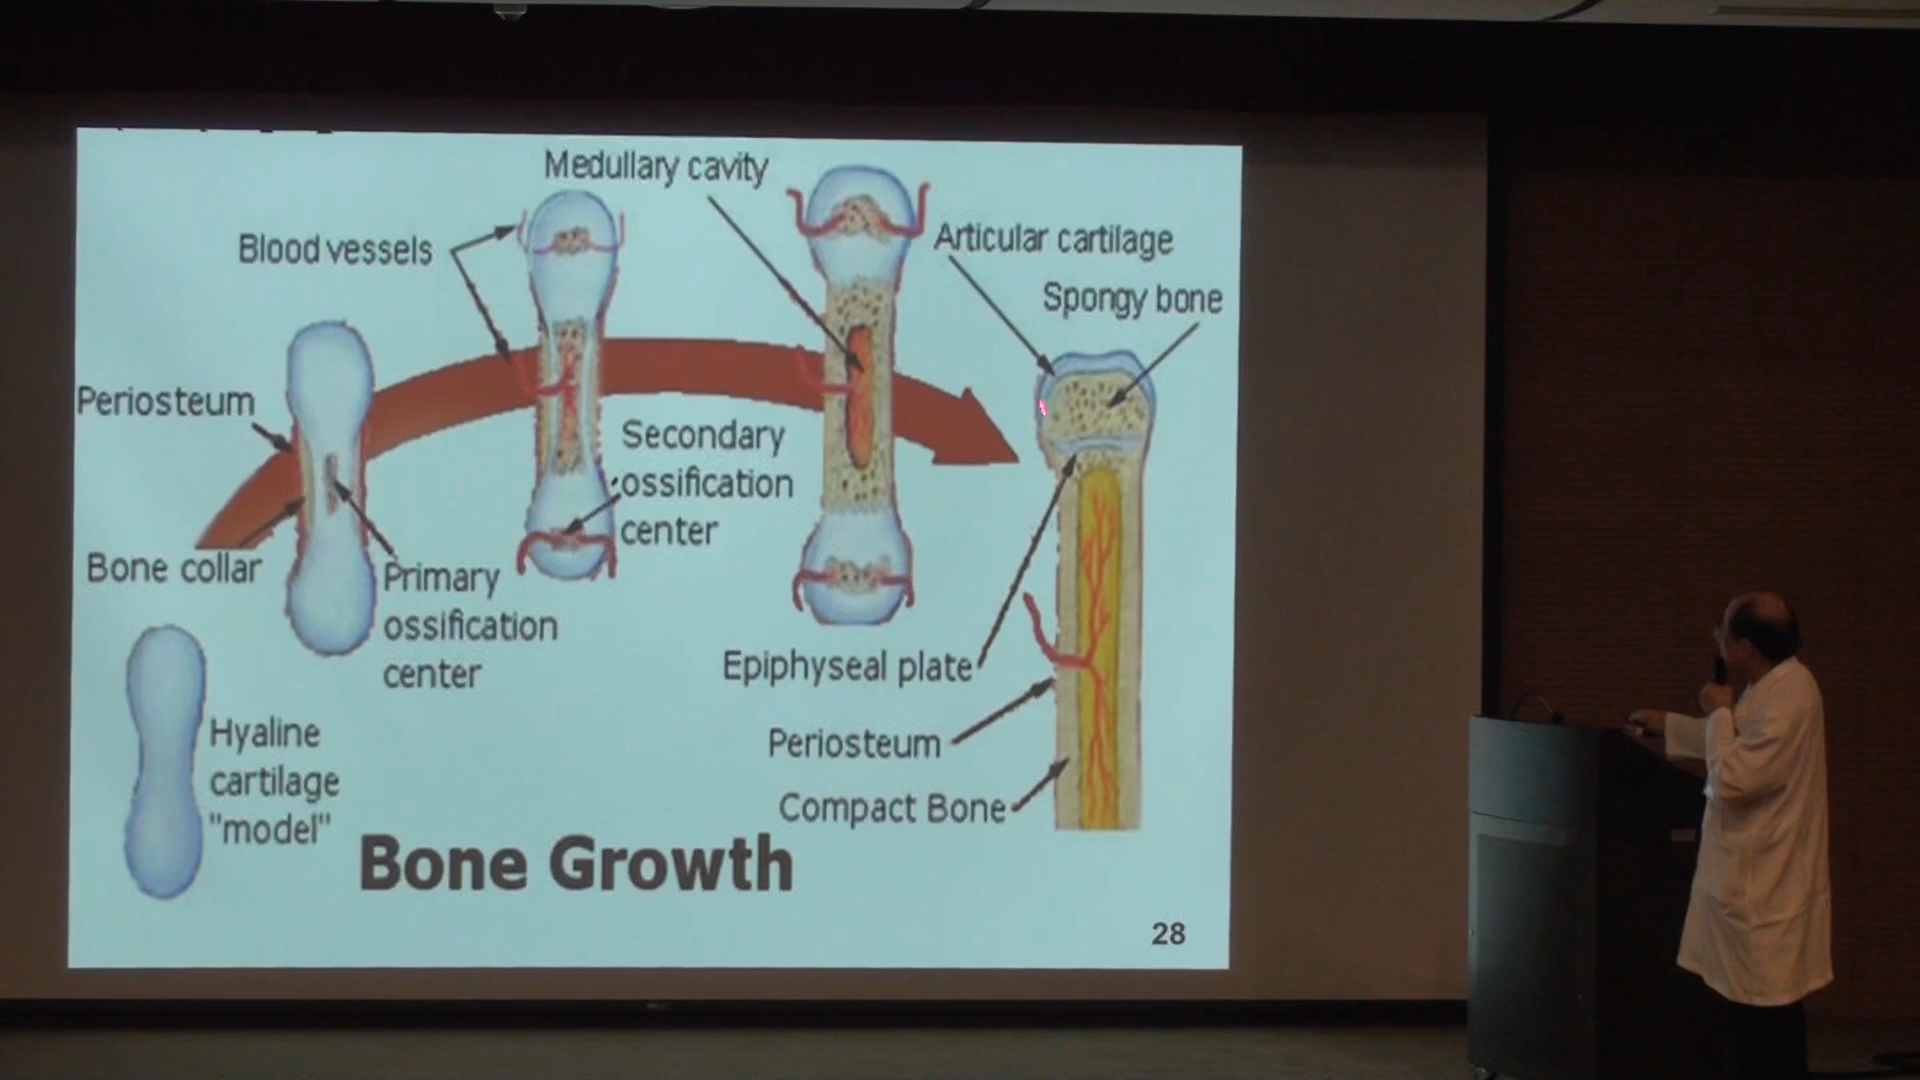 Medullary cavity
Blood vessels
Articular cartilage
Spongy bone
Periosteum
Secondary
ossification
center
Bone collar
Primary
ossification
center
Epiphyseal plate
Hyaline
cartilage
"model"
Periosteum
Compact Bone
Bone Growth
28